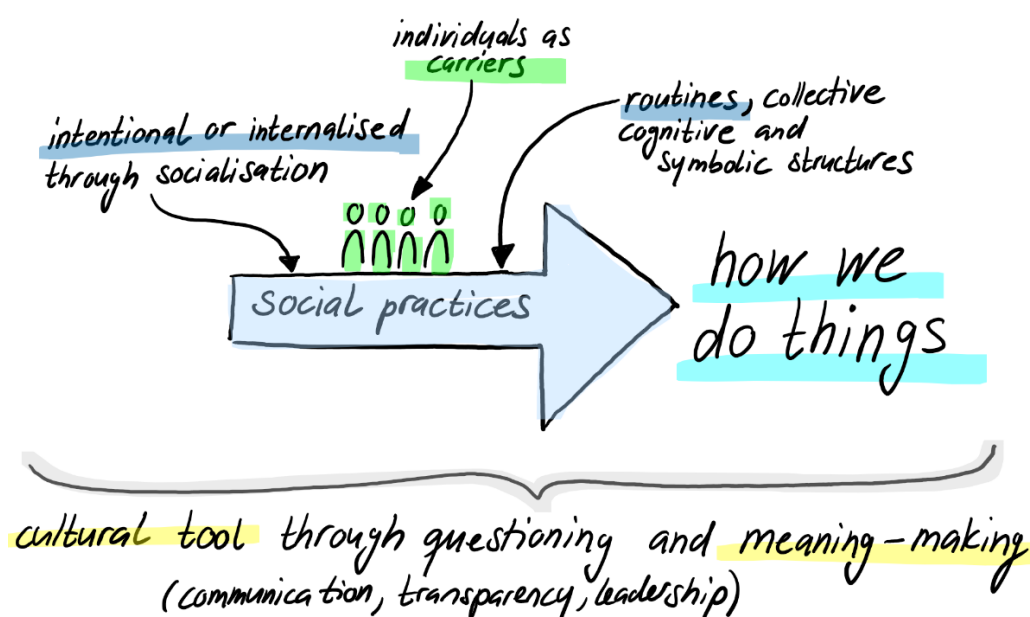 individuals as
carriers
intentional or internalised
through socialisation
routines, collective
cognitive and
symbolic structures
social practices
how we
do things
cultural tool through questioning and meaning-making
(communication, transparency, leadership)